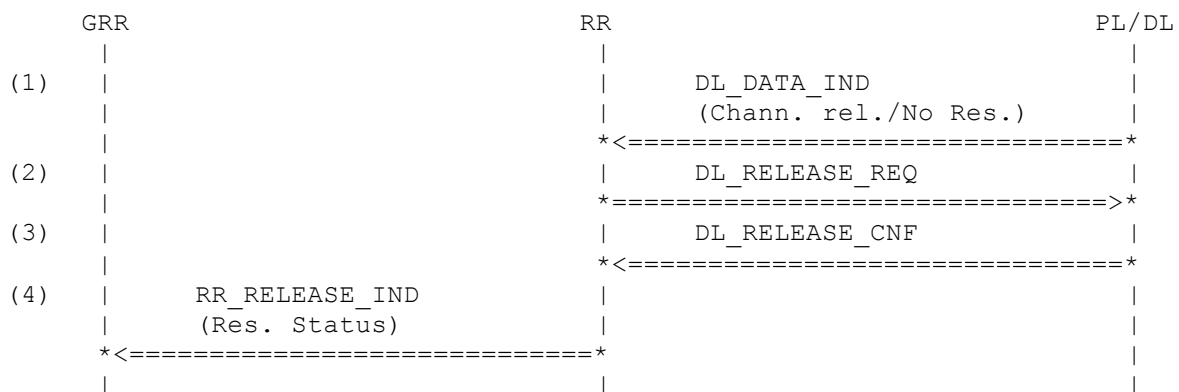 GRR RR PL/DL
(1) DL_DATA_IND
(Chann. rel./No Res.)
(2) DL_RELEASE_REQ
(3) DL_RELEASE_CNF
(4) RR_RELEASE_IND
(Res. Status)